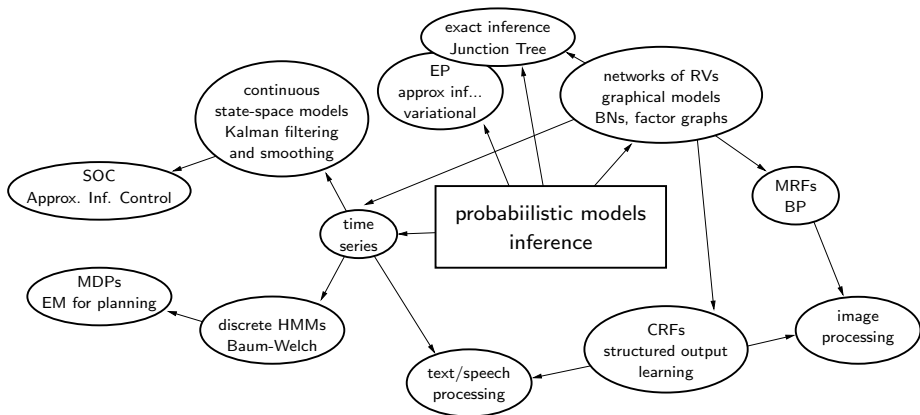 exact inference
Junction Tree
EP
approx inf...
variational
networks of RVs
graphical models
BNs, factor graphs
continuous
state-space models
Kalman filtering
and smoothing
SOC
Approx. Inf. Control
MRFs
BP
probabiilistic models
inference
time
series
MDPs
EM for planning
discrete HMMs
Baum-Welch
CRFs
structured output
learning
image
processing
text/speech
processing